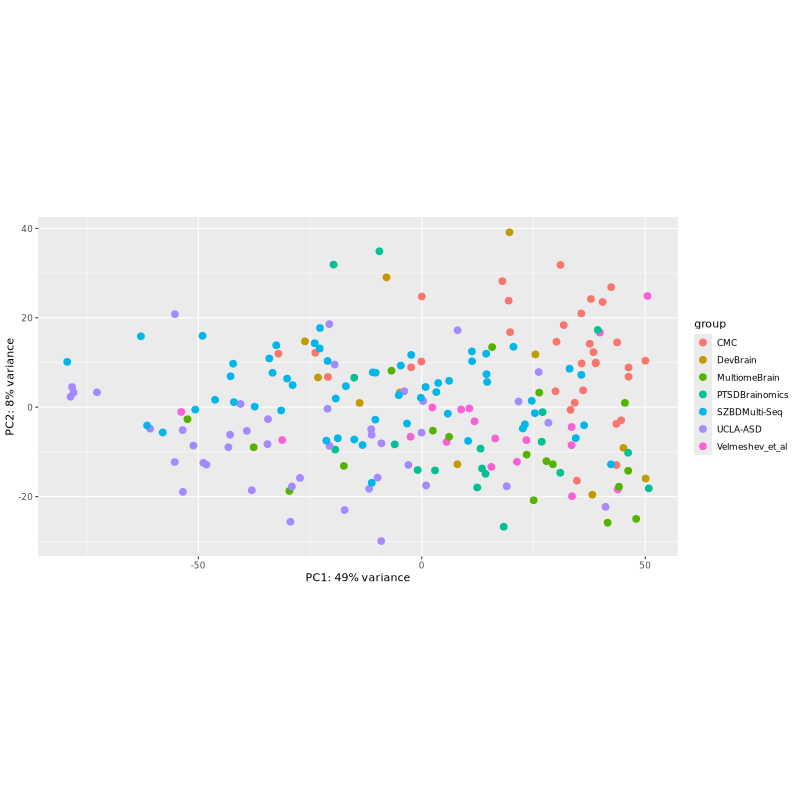 40
20
0
-20
-50
0
50
PC1: 49% variance
PC2: 8% variance
group
CMC
DevBrain
MultiomeBrain
PTSDBrainomics
SZBDMulti-Seq
UCLA-ASD
Velmeshev_et_al